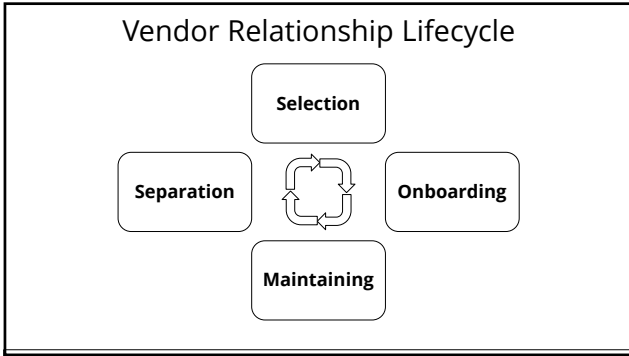 Vendor Relationship Lifecycle
Selection
Separation
Onboarding
Maintaining